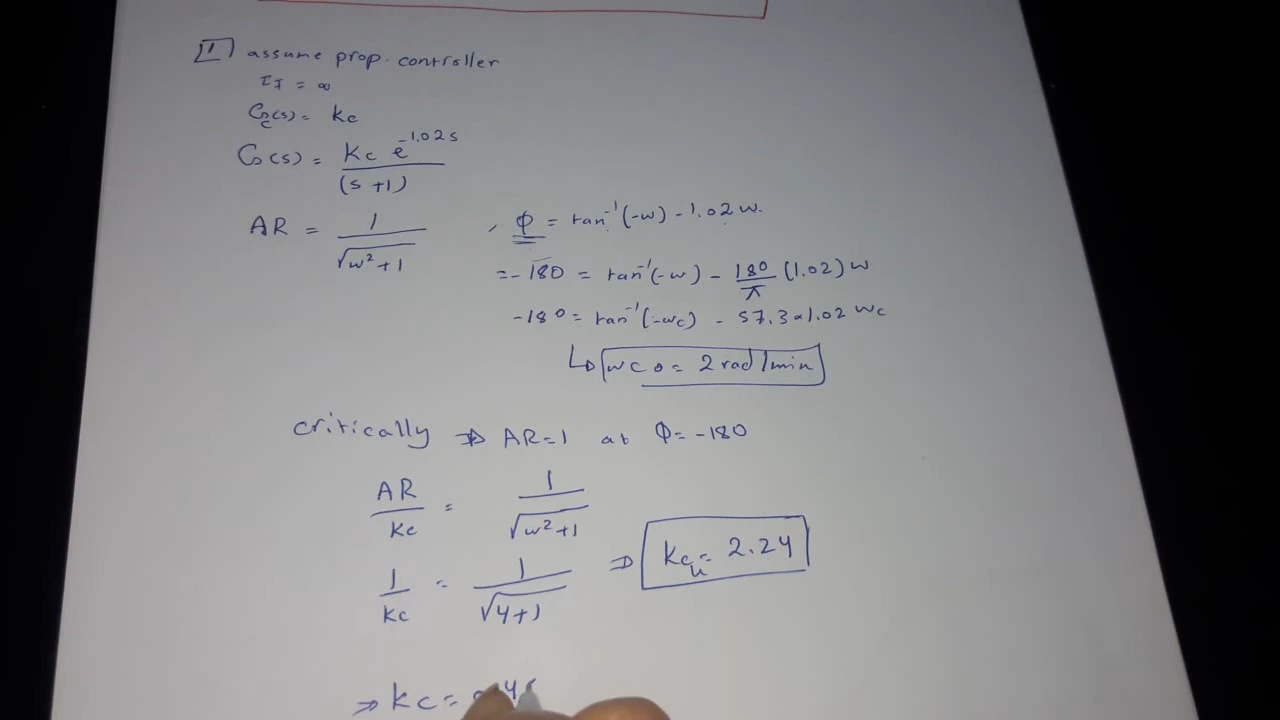 1 assume prop. controller
τI = ∞
Gc(s) = kc
G(s) = kc e^-1.02s / (s+1)
AR = 1 / √w²+1 , φ = tan⁻¹(-w) - 1.02 w.
= -180 = tan⁻¹(-w) - 180/π (1.02) w
-180 = tan⁻¹(-wc) - 57.3 × 1.02 wc
↳ wco = 2 rad/min
critically ⇒ AR=1 at φ=-180
AR/kc = 1 / √w²+1
1/kc = 1 / √4+1 ⇒ kcu = 2.24
⇒ kc =